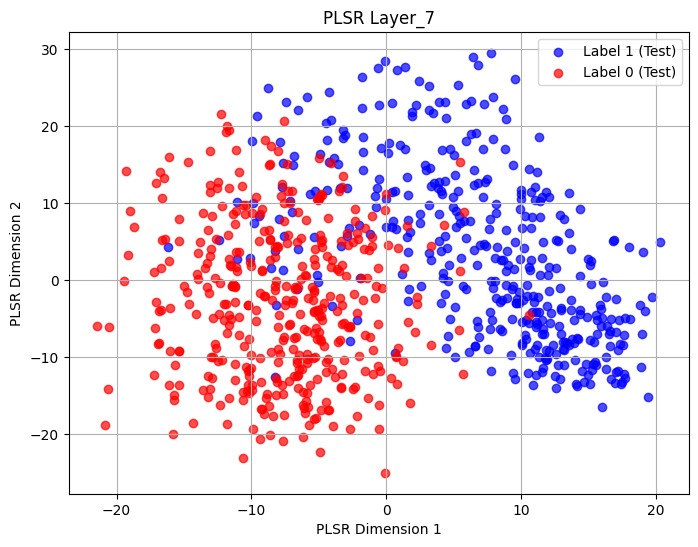 PLSR Layer_7
Label 1 (Test)
Label 0 (Test)
PLSR Dimension 2
30
20
10
0
−10
−20
−20
−10
0
10
20
PLSR Dimension 1